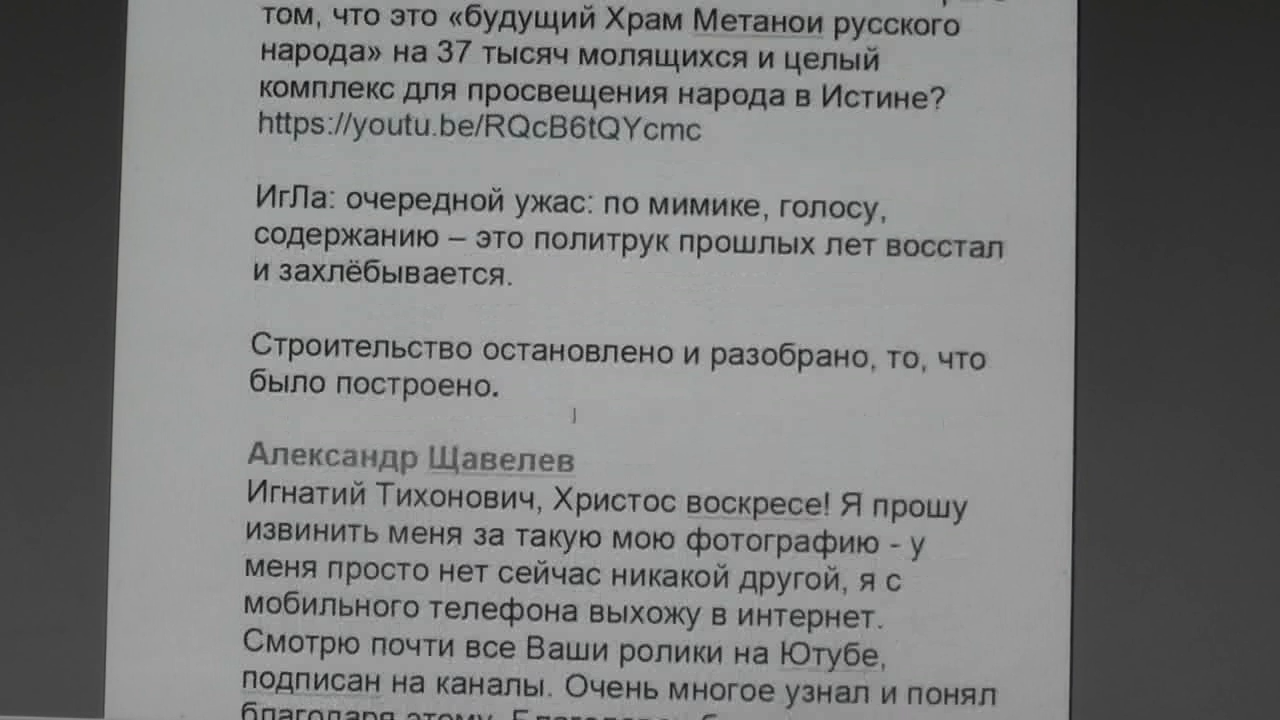 том, что это «будущий Храм Метанои русского
народа» на 37 тысяч молящихся и целый
комплекс для просвещения народа в Истине?
https://youtu.be/RQcB6tQYcmc
ИгЛа: очередной ужас: по мимике, голосу,
содержанию – это политрук прошлых лет восстал
и захлёбывается.
Строительство остановлено и разобрано, то, что
было построено.
Александр Щавелев
Игнатий Тихонович, Христос воскресе! Я прошу
извинить меня за такую мою фотографию - у
меня просто нет сейчас никакой другой, я с
мобильного телефона выхожу в интернет.
Смотрю почти все Ваши ролики на Ютубе,
подписан на каналы. Очень многое узнал и понял
благодаря этому.